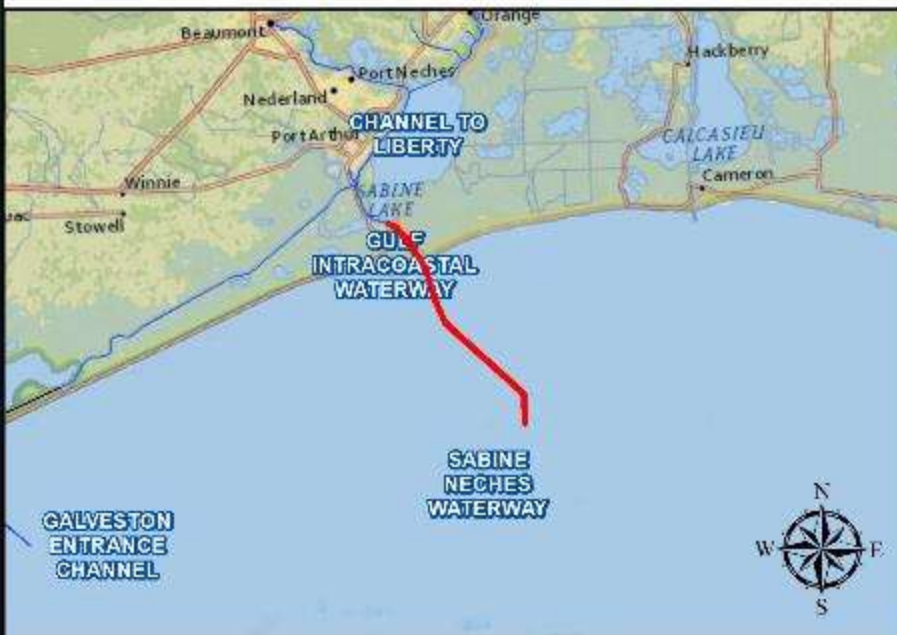 Orange
Beaumont
Hackberry
Port Neches
Nederland
CHANNEL TO
LIBERTY
Port Arthur
CALCASIEU
LAKE
Cameron
Winnie
SABINE
LAKE
Stowell
GULF
INTRACOASTAL
WATERWAY
SABINE
NECHES
WATERWAY
GALVESTON
ENTRANCE
CHANNEL
N
W
E
S